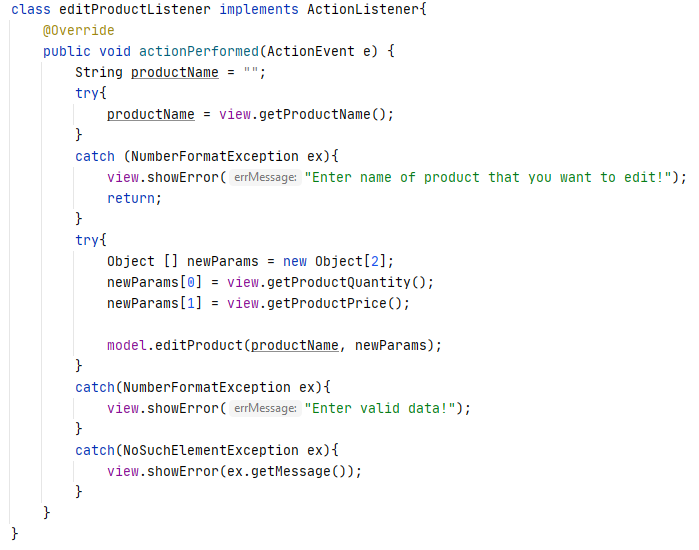 class editProductListener implements ActionListener{
    @Override
    public void actionPerformed(ActionEvent e) {
        String productName = "";
        try{
            productName = view.getProductName();
        }
        catch (NumberFormatException ex){
            view.showError( errMessage: "Enter name of product that you want to edit!");
            return;
        }
        try{
            Object [] newParams = new Object[2];
            newParams[0] = view.getProductQuantity();
            newParams[1] = view.getProductPrice();

            model.editProduct(productName, newParams);
        }
        catch(NumberFormatException ex){
            view.showError( errMessage: "Enter valid data!");
        }
        catch(NoSuchElementException ex){
            view.showError(ex.getMessage());
        }
    }
}